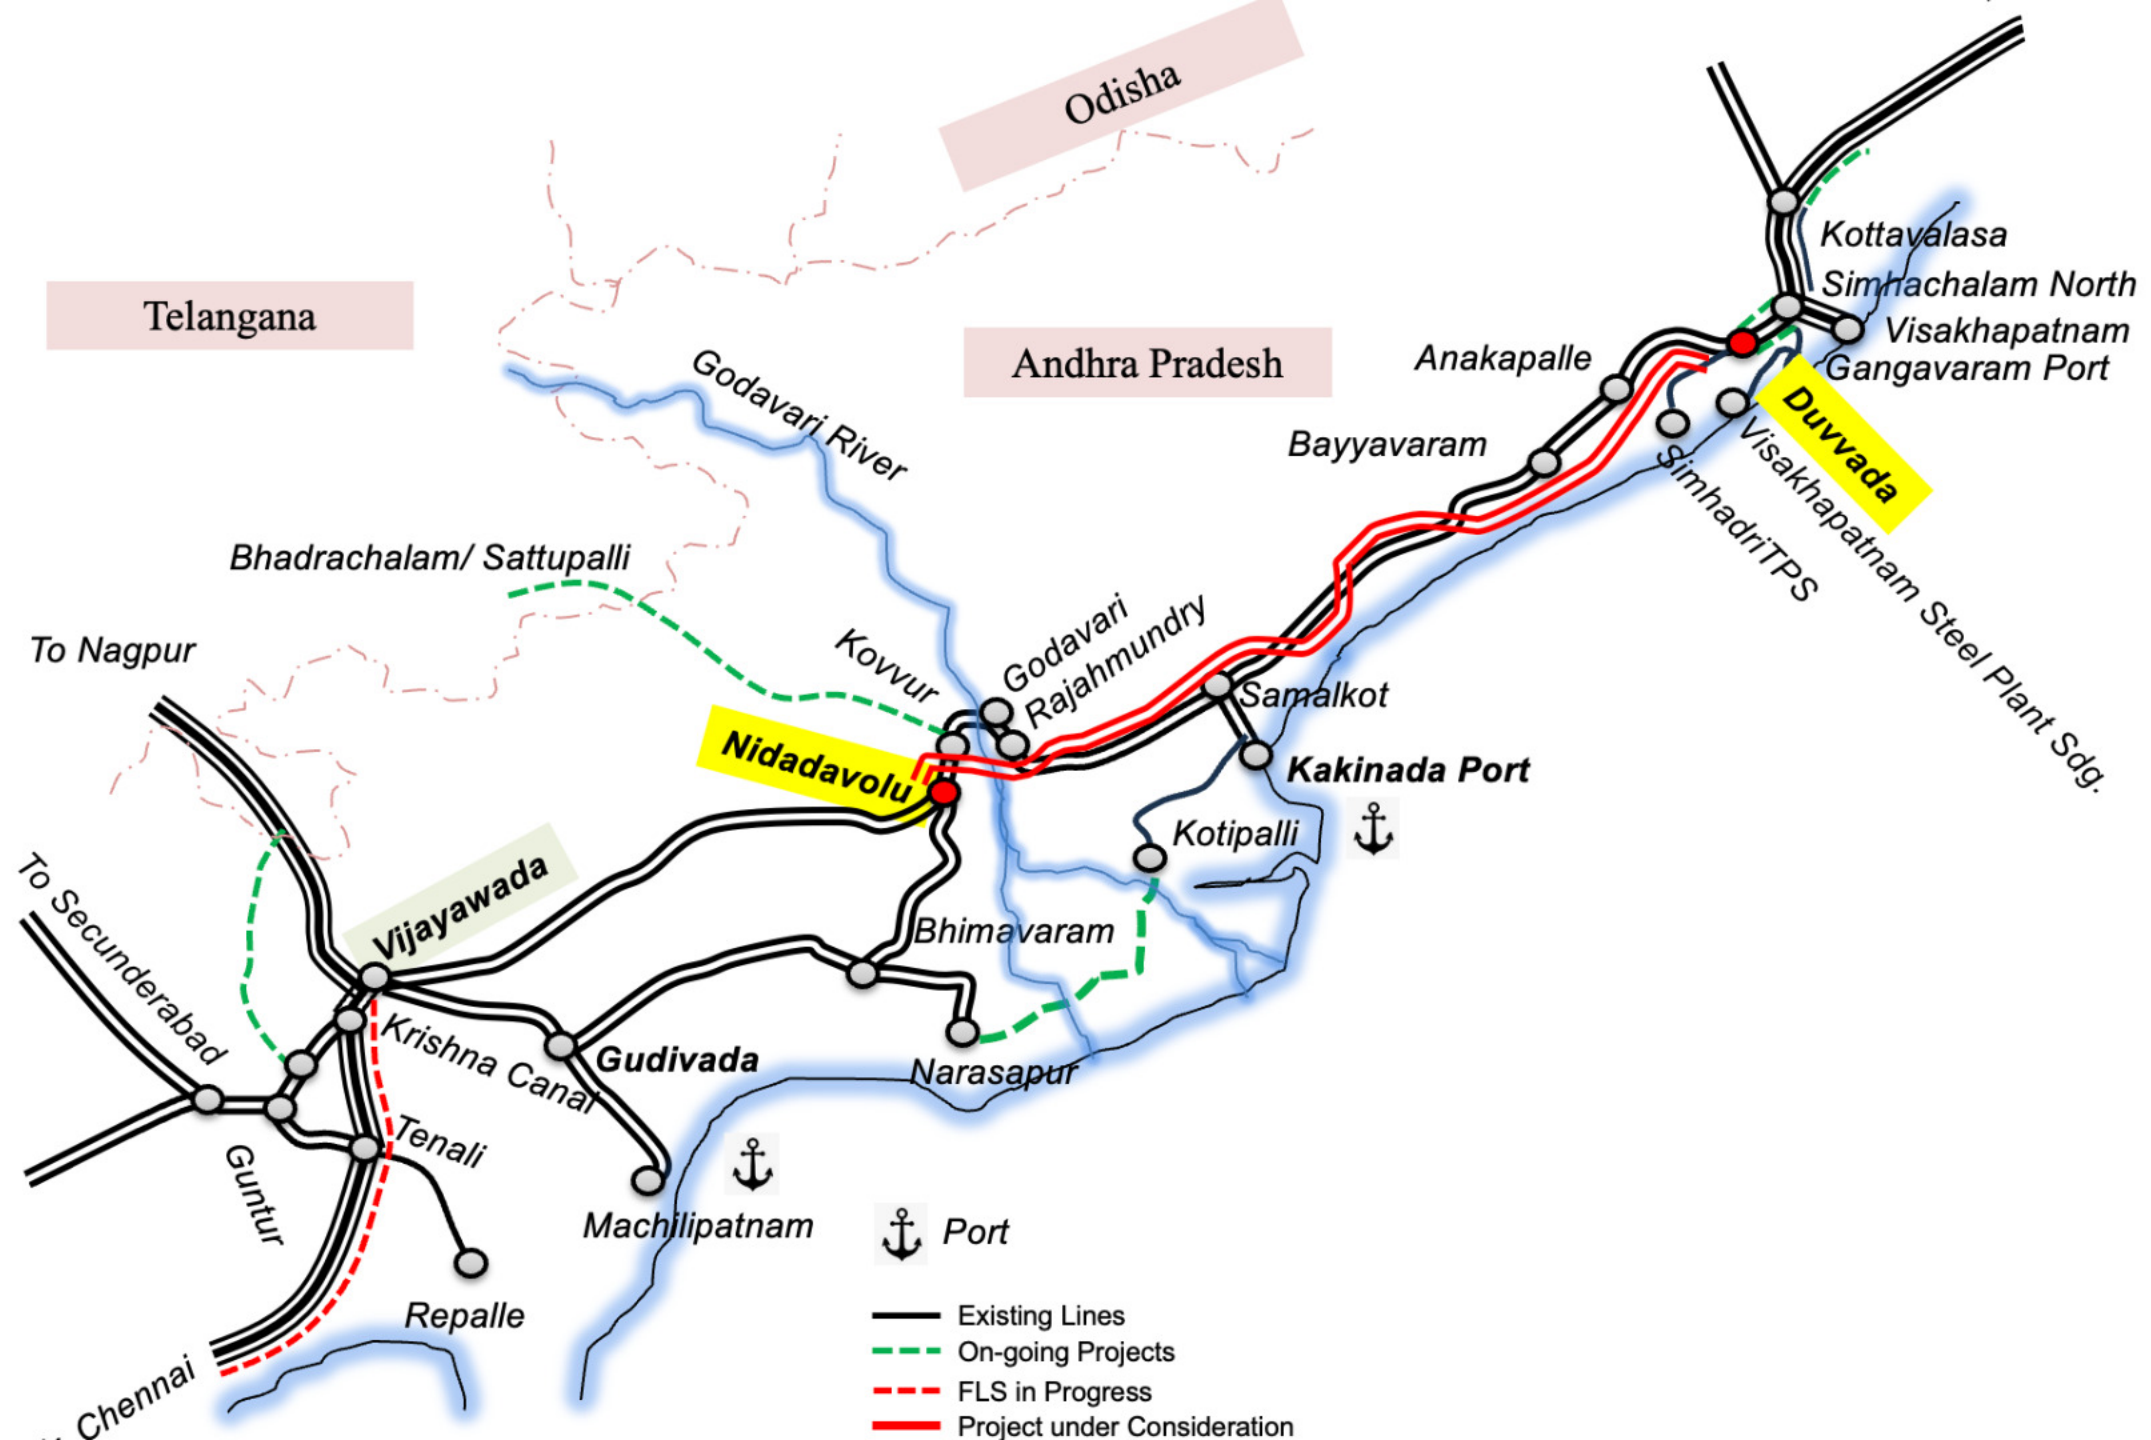 Odisha
Kottavalasa
Simhachalam North
Telangana
Visakhapatnam
Andhra Pradesh
Anakapalle
Gangavaram Port
Godavari River
Duvvada
Bayyavaram
SimhadriTPS
Visakhapatnam Steel Plant Sdg.
Bhadrachalam/ Sattupalli
To Nagpur
Kovvur
Godavari
Rajahmundry
Samalkot
Nidadavolu
Kakinada Port
Kotipalli
To Secunderabad
Vijayawada
Bhimavaram
Krishna Canal
Gudivada
Narasapur
Tenali
Guntur
Machilipatnam
Port
Repalle
Existing Lines
On-going Projects
Chennai
FLS in Progress
Project under Consideration